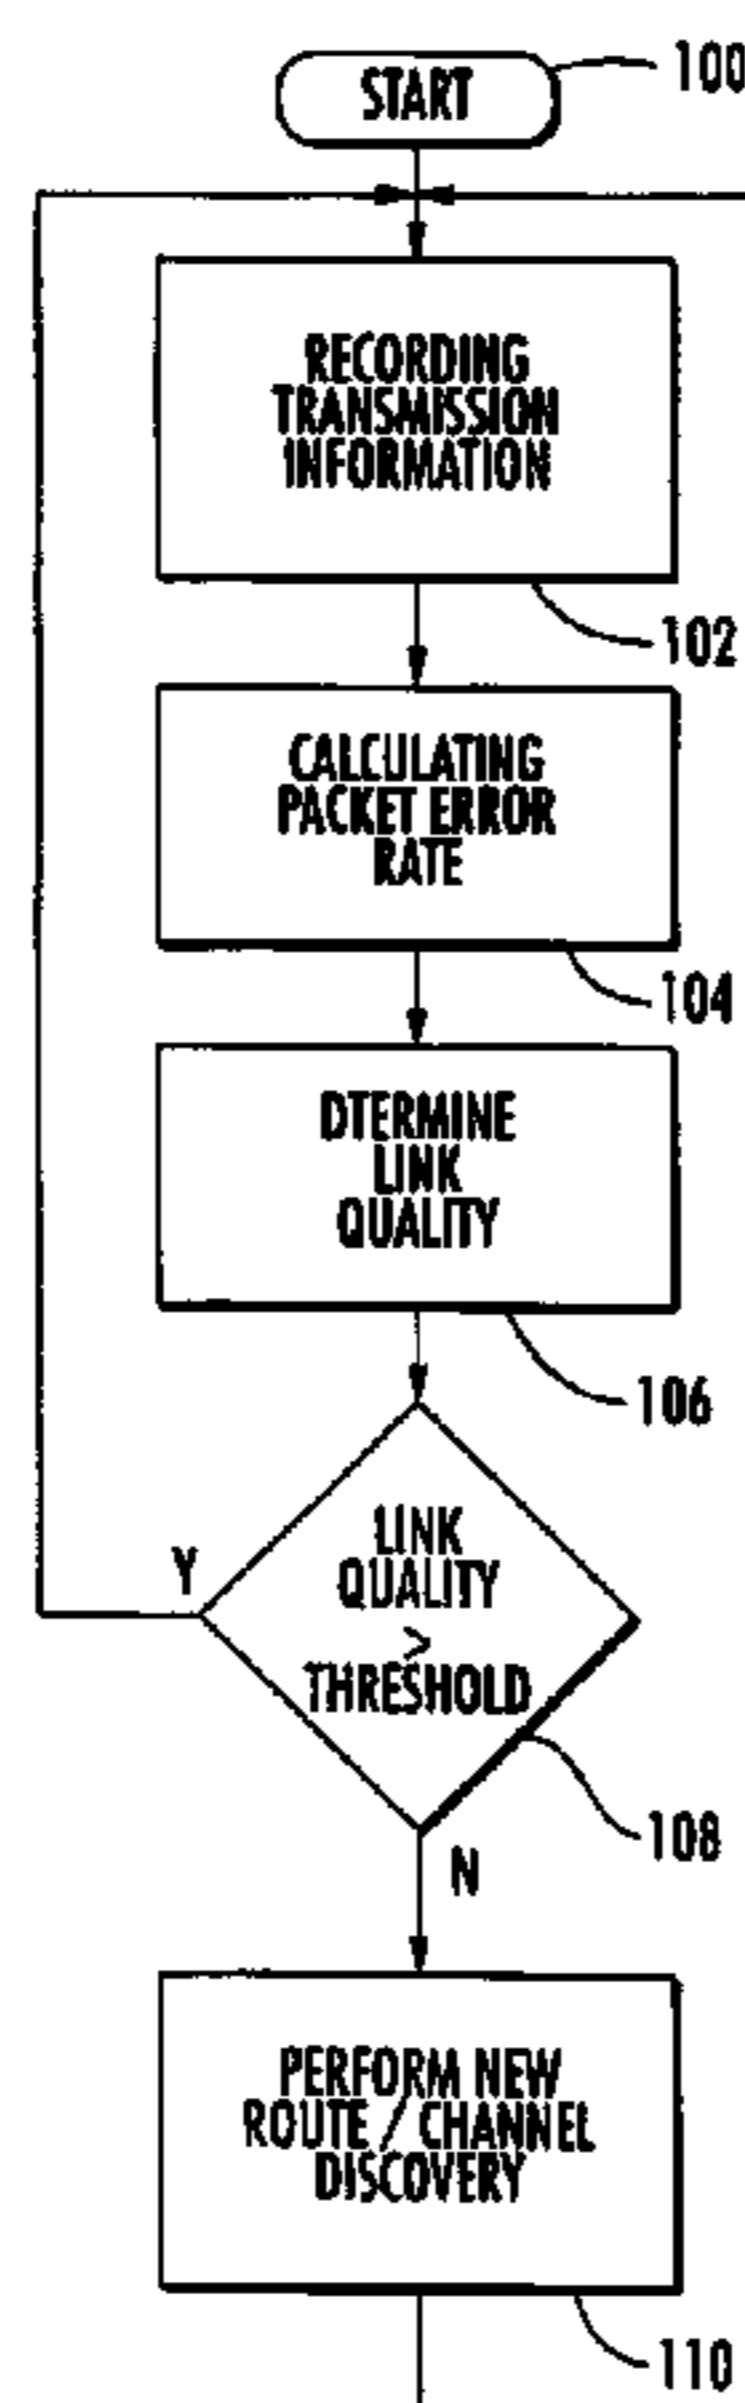 START
100
RECORDING
TRANSMISSION
INFORMATION
102
CALCULATING
PACKET ERROR
RATE
104
DTERMINE
LINK
QUALITY
106
LINK
QUALITY
>
THRESHOLD
Y
108
N
PERFORM NEW
ROUTE / CHANNEL
DISCOVERY
110